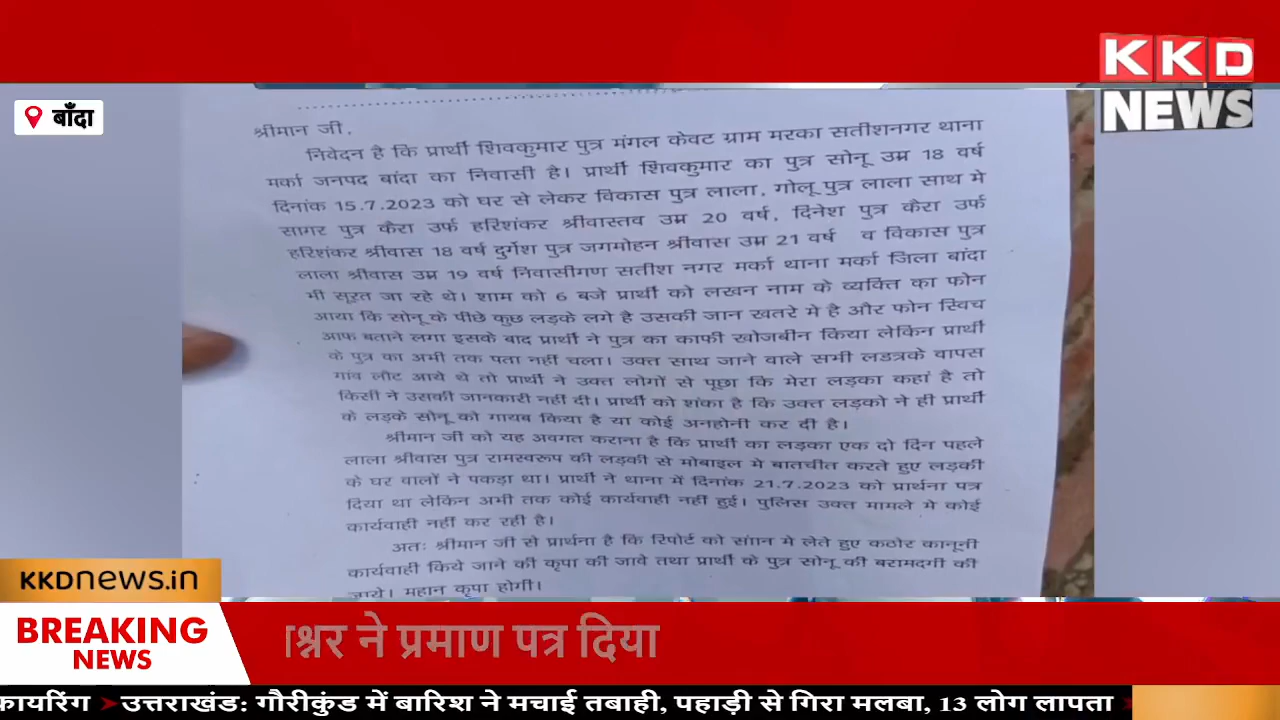 KKD
NEWS
बाँदा
श्रीमान जी,
निवेदन है कि प्रार्थी शिवकुमार पुत्र मंगल केवट ग्राम मरका सतीशनगर थाना
मर्का जनपद बांदा का निवासी है। प्रार्थी शिवकुमार का पुत्र सोनू उम्र 18 वर्ष
दिनांक 15.7.2023 को घर से लेकर विकास पुत्र लाला, गोलू पुत्र लाला साथ मे
सागर पुत्र कैरा उर्फ हरिशंकर श्रीवास्तव उम्र 20 वर्ष, दिनेश पुत्र कैरा उर्फ
हरिशंकर श्रीवास 18 वर्ष दुर्गेश पुत्र जगमोहन श्रीवास उम्र 21 वर्ष व विकास पुत्र
लाला श्रीवास उम्र 19 वर्ष निवासीगण सतीश नगर मर्का थाना मर्का जिला बांदा
भी सूरत जा रहे थे। शाम को 6 बजे प्रार्थी को लखन नाम के व्यक्ति का फोन
आया कि सोनू के पीछे कुछ लड़के लगे है उसकी जान खतरे मे है और फोन स्विच
आफ बताने लगा इसके बाद प्रार्थी ने पुत्र का काफी खोजबीन किया लेकिन प्रार्थी
के पुत्र का अभी तक पता नहीं चला। उक्त साथ जाने वाले सभी लडत्रके वापस
गांव लौट आये थे तो प्रार्थी ने उक्त लोगों से पूछा कि मेरा लड़का कहां है तो
किसी ने उसकी जानकारी नहीं दी। प्रार्थी को शंका है कि उक्त लड़को ने ही प्रार्थी
के लड़के सोनू को गायब किया है या कोई अनहोनी कर दी है।
श्रीमान जी को यह अवगत कराना है कि प्रार्थी का लड़का एक दो दिन पहले
लाला श्रीवास पुत्र रामस्वरूप की लड़की से मोबाइल मे बातचीत करते हुए लड़की
के घर वालों ने पकड़ा था। प्रार्थी ने थाना में दिनांक 21.7.2023 को प्रार्थना पत्र
दिया था लेकिन अभी तक कोई कार्यवाही नहीं हुई। पुलिस उक्त मामले मे कोई
कार्यवाही नहीं कर रही है।
अतः श्रीमान जी से प्रार्थना है कि रिपोर्ट को संगान मे लेते हुए कठोर कानूनी
कार्यवाही किये जाने की कृपा की जावे तथा प्रार्थी के पुत्र सोनू की बरामदगी की
जाये। महान कृपा होगी।
KKDnews.in
BREAKING
NEWS
श्नर ने प्रमाण पत्र दिया
फायरिंग ➤ उत्तराखंड: गौरीकुंड में बारिश ने मचाई तबाही, पहाड़ी से गिरा मलबा, 13 लोग लापता